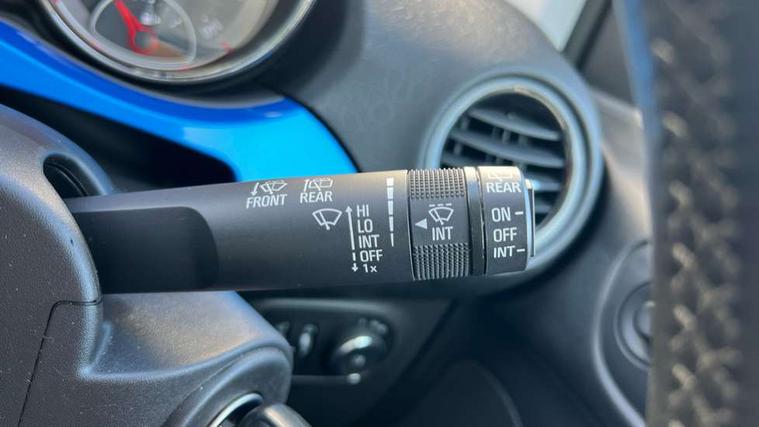 FRONT
REAR
HI
LO
INT
OFF
1x
INT
REAR
ON
OFF
INT